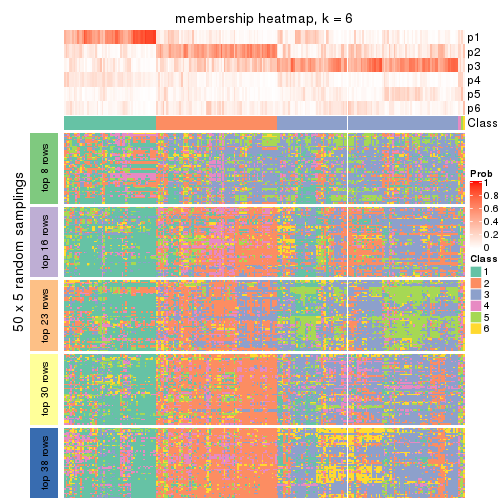 membership heatmap, k = 6
p1
p2
p3
p4
p5
p6
Class
50 x 5 random samplings
top 8 rows
top 16 rows
top 23 rows
top 30 rows
top 38 rows
Prob
1
0.8
0.6
0.4
0.2
0
Class
1
2
3
4
5
6